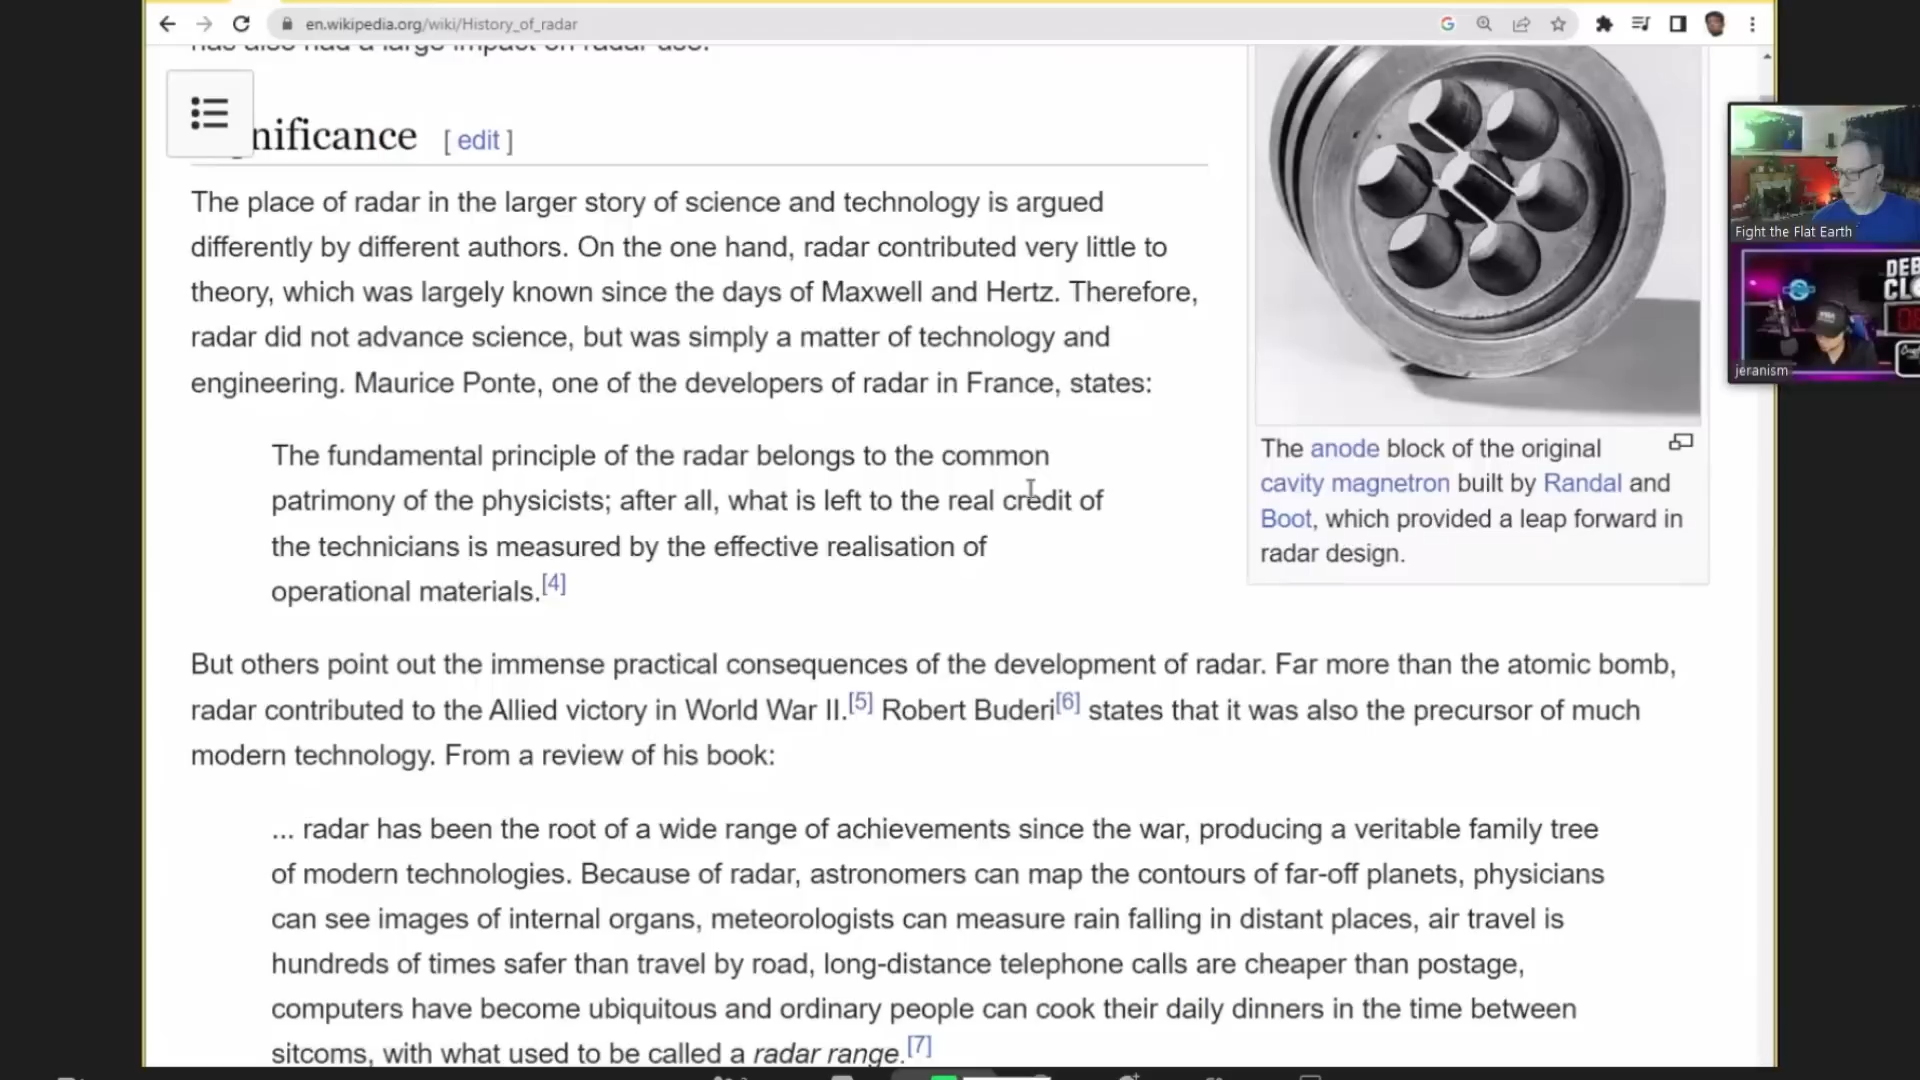 en.wikipedia.org/wiki/History_of_radar
has also had a large impact on radar use.
nificance [ edit ]
The place of radar in the larger story of science and technology is argued
differently by different authors. On the one hand, radar contributed very little to
theory, which was largely known since the days of Maxwell and Hertz. Therefore,
radar did not advance science, but was simply a matter of technology and
engineering. Maurice Ponte, one of the developers of radar in France, states:
The fundamental principle of the radar belongs to the common
patrimony of the physicists; after all, what is left to the real credit of
the technicians is measured by the effective realisation of
operational materials.[4]
But others point out the immense practical consequences of the development of radar. Far more than the atomic bomb,
radar contributed to the Allied victory in World War II.[5] Robert Buderi[6] states that it was also the precursor of much
modern technology. From a review of his book:
... radar has been the root of a wide range of achievements since the war, producing a veritable family tree
of modern technologies. Because of radar, astronomers can map the contours of far-off planets, physicians
can see images of internal organs, meteorologists can measure rain falling in distant places, air travel is
hundreds of times safer than travel by road, long-distance telephone calls are cheaper than postage,
computers have become ubiquitous and ordinary people can cook their daily dinners in the time between
sitcoms, with what used to be called a radar range.[7]
The anode block of the original
cavity magnetron built by Randal and
Boot, which provided a leap forward in
radar design.
Fight the Flat Earth
DEB
CL
jeranism